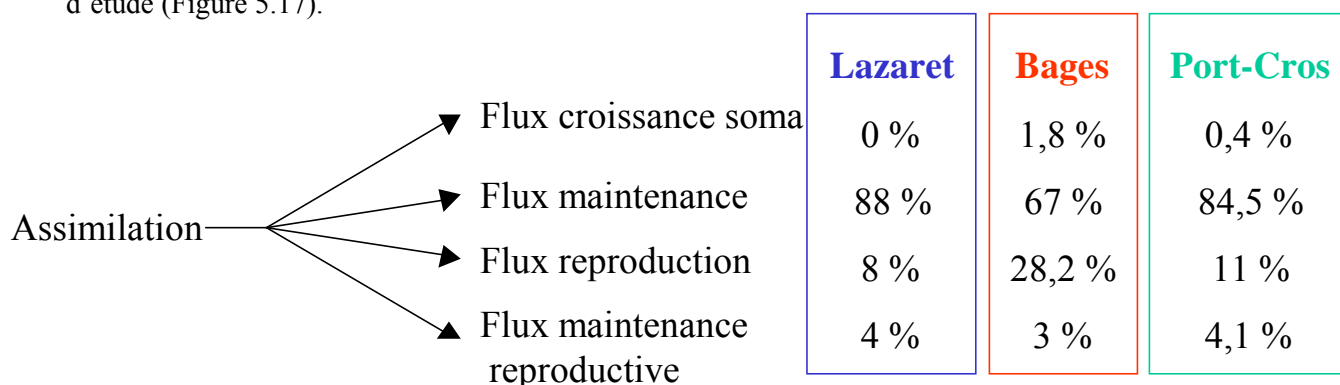 d'étude (Figure 5.17).
Lazaret Bages Port-Cros
Flux croissance soma 0 % 1,8 % 0,4 %
Flux maintenance 88 % 67 % 84,5 %
Assimilation
Flux reproduction 8 % 28,2 % 11 %
Flux maintenance 4 % 3 % 4,1 %
reproductive